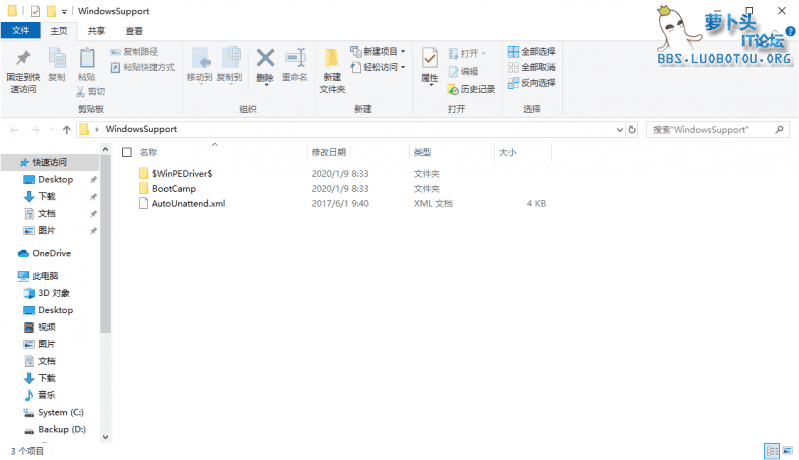 WindowsSupport
萝卜头
IT论坛
BBS.LUOBOTOU.ORG
文件 主页 共享 查看
固定到快速访问
复制
粘贴
复制路径
粘贴快捷方式
剪切
移动到
复制到
删除
重命名
新建
文件夹
新建项目
轻松访问
属性
打开
编辑
历史记录
全部选择
全部取消
反向选择
剪贴板 组织 新建 打开 选择
WindowsSupport
搜索"WindowsSupport"
名称 修改日期 类型 大小
$WinPEDriver$ 2020/1/9 8:33 文件夹
BootCamp 2020/1/9 8:33 文件夹
AutoUnattend.xml 2017/6/1 9:40 XML 文档 4 KB
快速访问
Desktop
下载
文档
图片
OneDrive
此电脑
3D 对象
Desktop
视频
图片
文档
下载
音乐
System (C:)
Backup (D:)
3 个项目